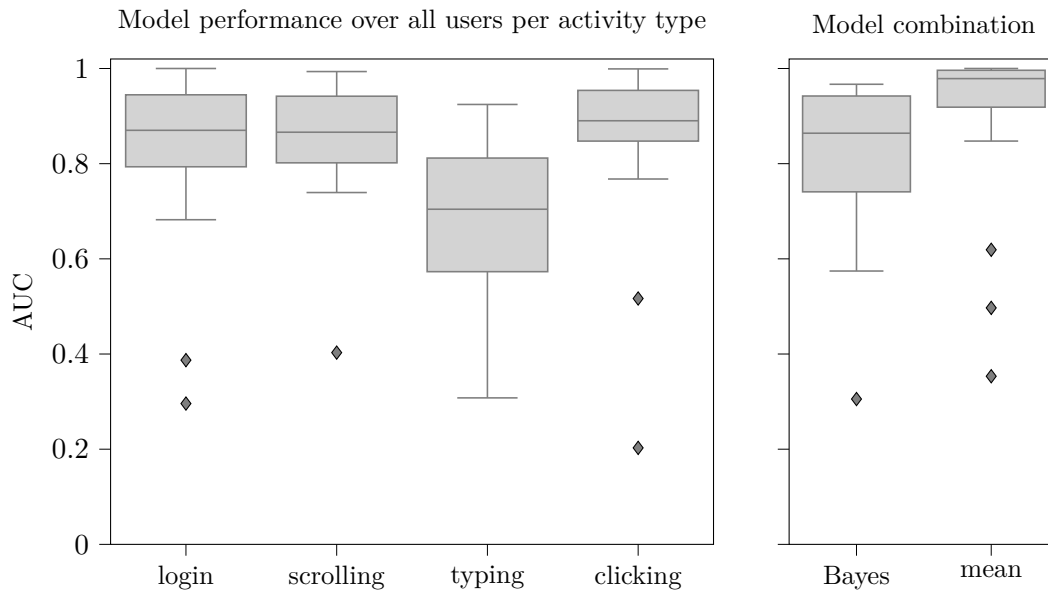 Model performance over all users per activity type
Model combination
AUC
1
0.8
0.6
0.4
0.2
0
login scrolling typing clicking
Bayes mean